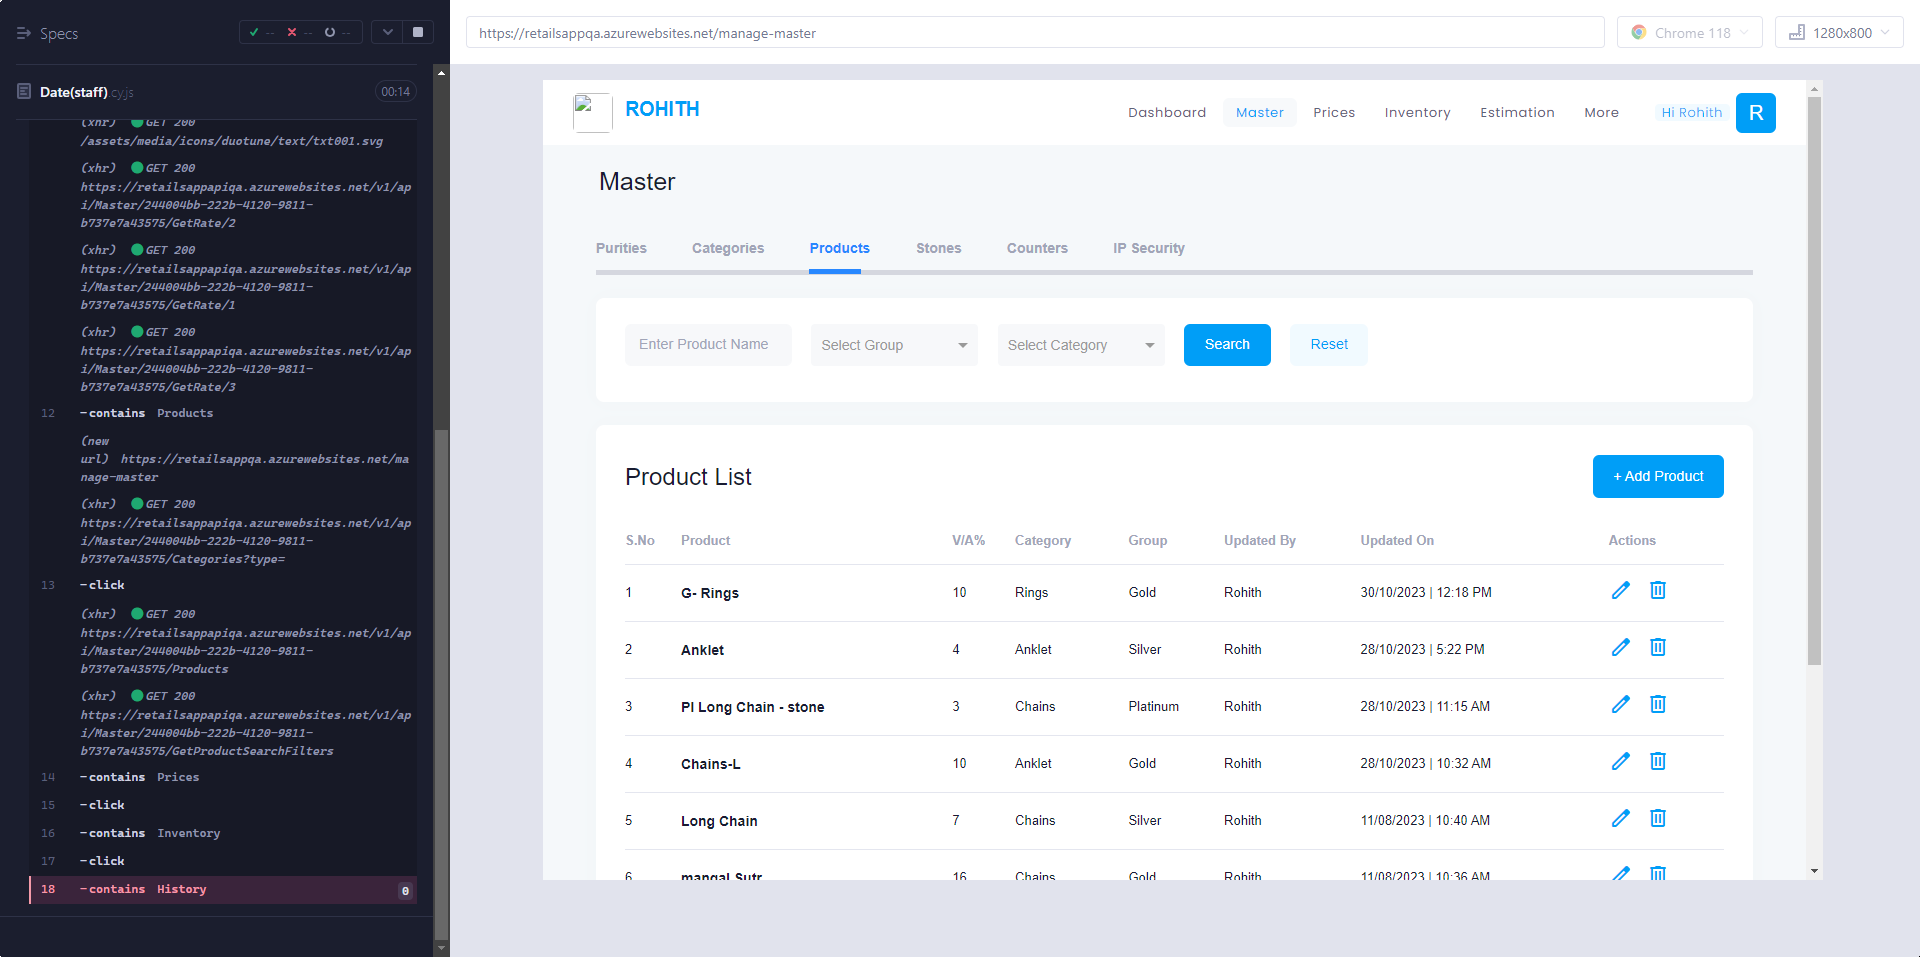 Specs
-- -- --
Date(staff).cy.js
00:14
(xhr) GET 200
/assets/media/icons/duotune/text/txt001.svg
(xhr) GET 200
https://retailsappapiqa.azurewebsites.net/v1/ap
i/Master/244004bb-222b-4120-9811-
b737e7a43575/GetRate/2
(xhr) GET 200
https://retailsappapiqa.azurewebsites.net/v1/ap
i/Master/244004bb-222b-4120-9811-
b737e7a43575/GetRate/1
(xhr) GET 200
https://retailsappapiqa.azurewebsites.net/v1/ap
i/Master/244004bb-222b-4120-9811-
b737e7a43575/GetRate/3
12 -contains Products
(new
url) https://retailsappqa.azurewebsites.net/ma
nage-master
(xhr) GET 200
https://retailsappapiqa.azurewebsites.net/v1/ap
i/Master/244004bb-222b-4120-9811-
b737e7a43575/Categories?type=
13 -click
(xhr) GET 200
https://retailsappapiqa.azurewebsites.net/v1/ap
i/Master/244004bb-222b-4120-9811-
b737e7a43575/Products
(xhr) GET 200
https://retailsappapiqa.azurewebsites.net/v1/ap
i/Master/244004bb-222b-4120-9811-
b737e7a43575/GetProductSearchFilters
14 -contains Prices
15 -click
16 -contains Inventory
17 -click
18 -contains History 0
https://retailsappqa.azurewebsites.net/manage-master
Chrome 118
1280x800
ROHITH
Dashboard Master Prices Inventory Estimation More Hi Rohith R
Master
Purities Categories Products Stones Counters IP Security
Enter Product Name Select Group Select Category Search Reset
Product List + Add Product
S.No Product V/A% Category Group Updated By Updated On Actions
1 G- Rings 10 Rings Gold Rohith 30/10/2023 | 12:18 PM
2 Anklet 4 Anklet Silver Rohith 28/10/2023 | 5:22 PM
3 Pl Long Chain - stone 3 Chains Platinum Rohith 28/10/2023 | 11:15 AM
4 Chains-L 10 Anklet Gold Rohith 28/10/2023 | 10:32 AM
5 Long Chain 7 Chains Silver Rohith 11/08/2023 | 10:40 AM
6 mangal Sutr 16 Chains Gold Rohith 11/08/2023 | 10:36 AM